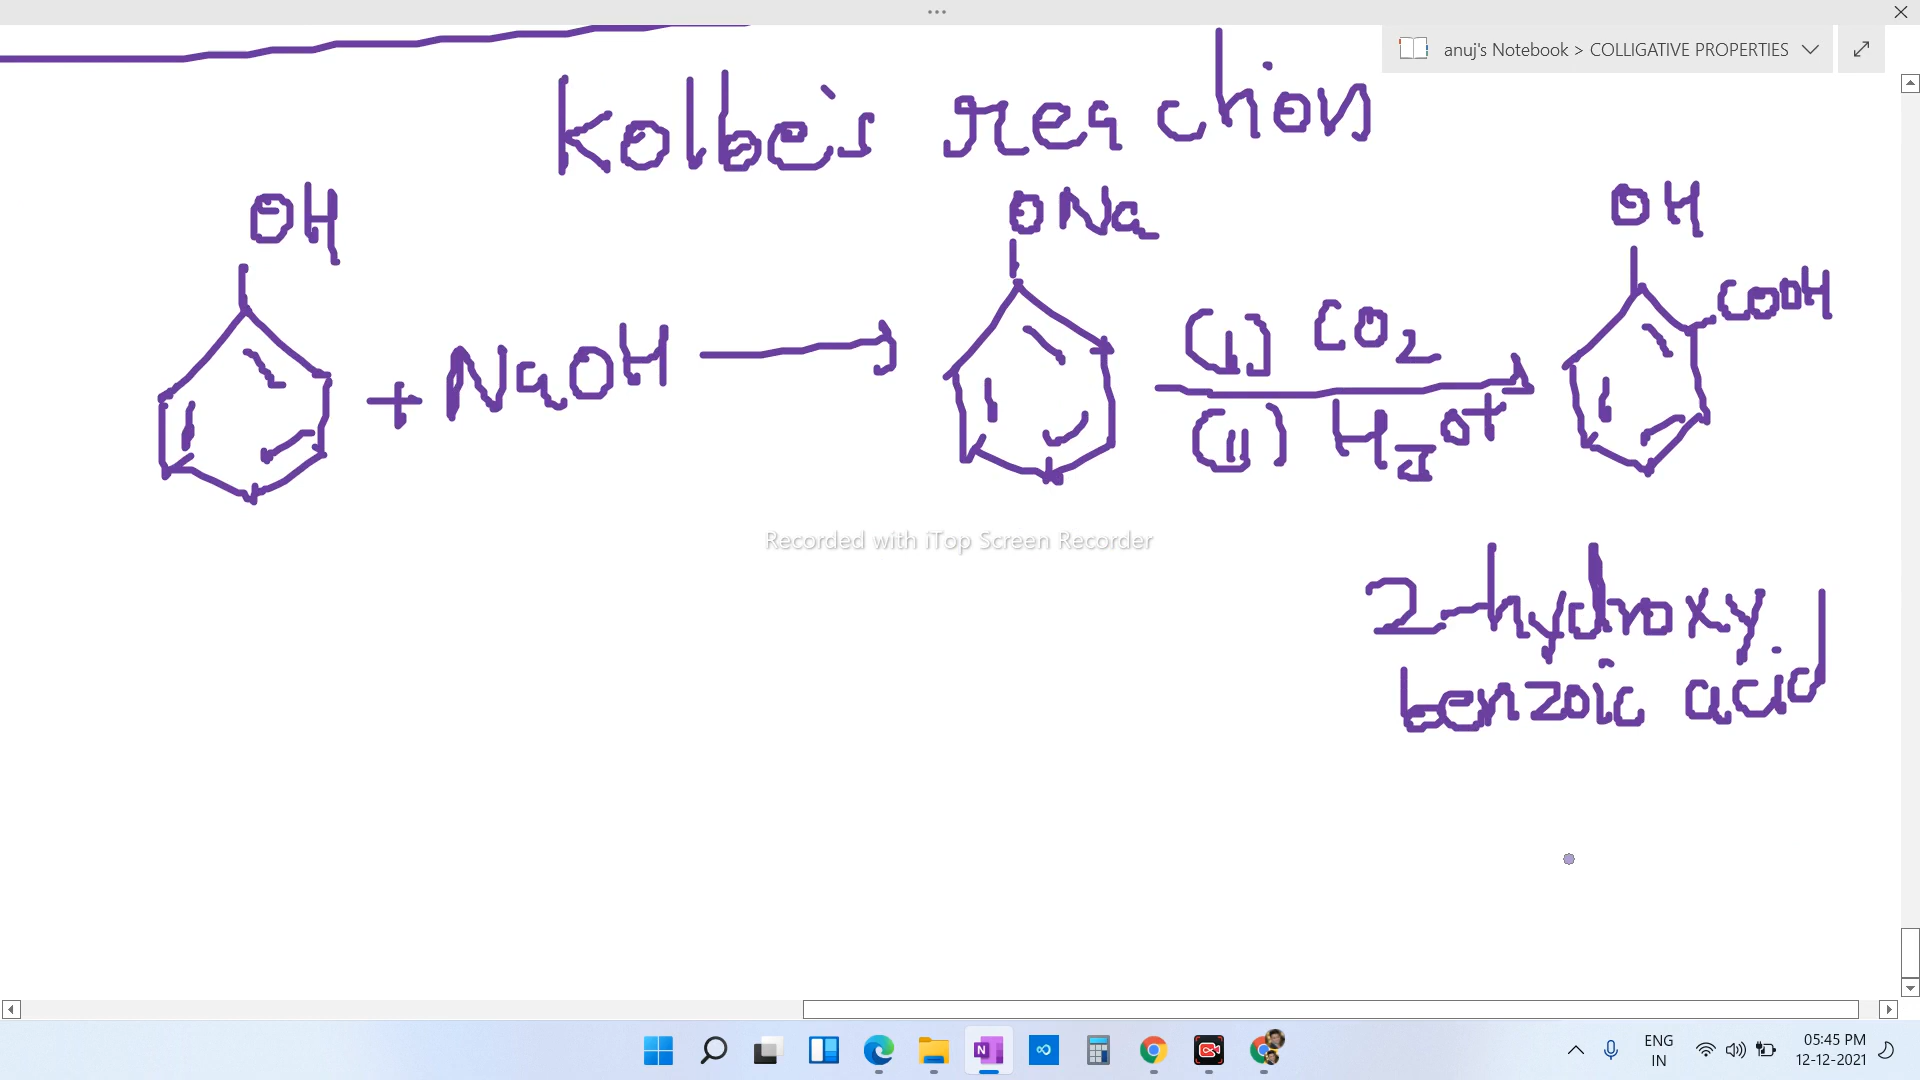 anuj's Notebook > COLLIGATIVE PROPERTIES
Kolbe's reaction
OH
ONa
OH
COOH
+ NaOH
(i) CO2
(ii) H3O+
Recorded with iTop Screen Recorder
2-hydroxy
benzoic acid
ENG
IN
05:45 PM
12-12-2021